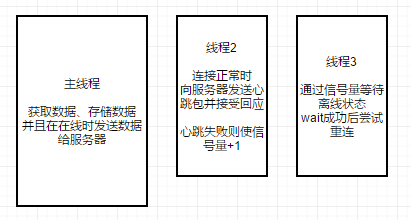 主线程
获取数据、存储数据
并且在在线时发送数据
给服务器
线程2
连接正常时
向服务器发送心
跳包并接受回应
心跳失败则使信
号量+1
线程3
通过信号量等待
离线状态
wait成功后尝试
重连